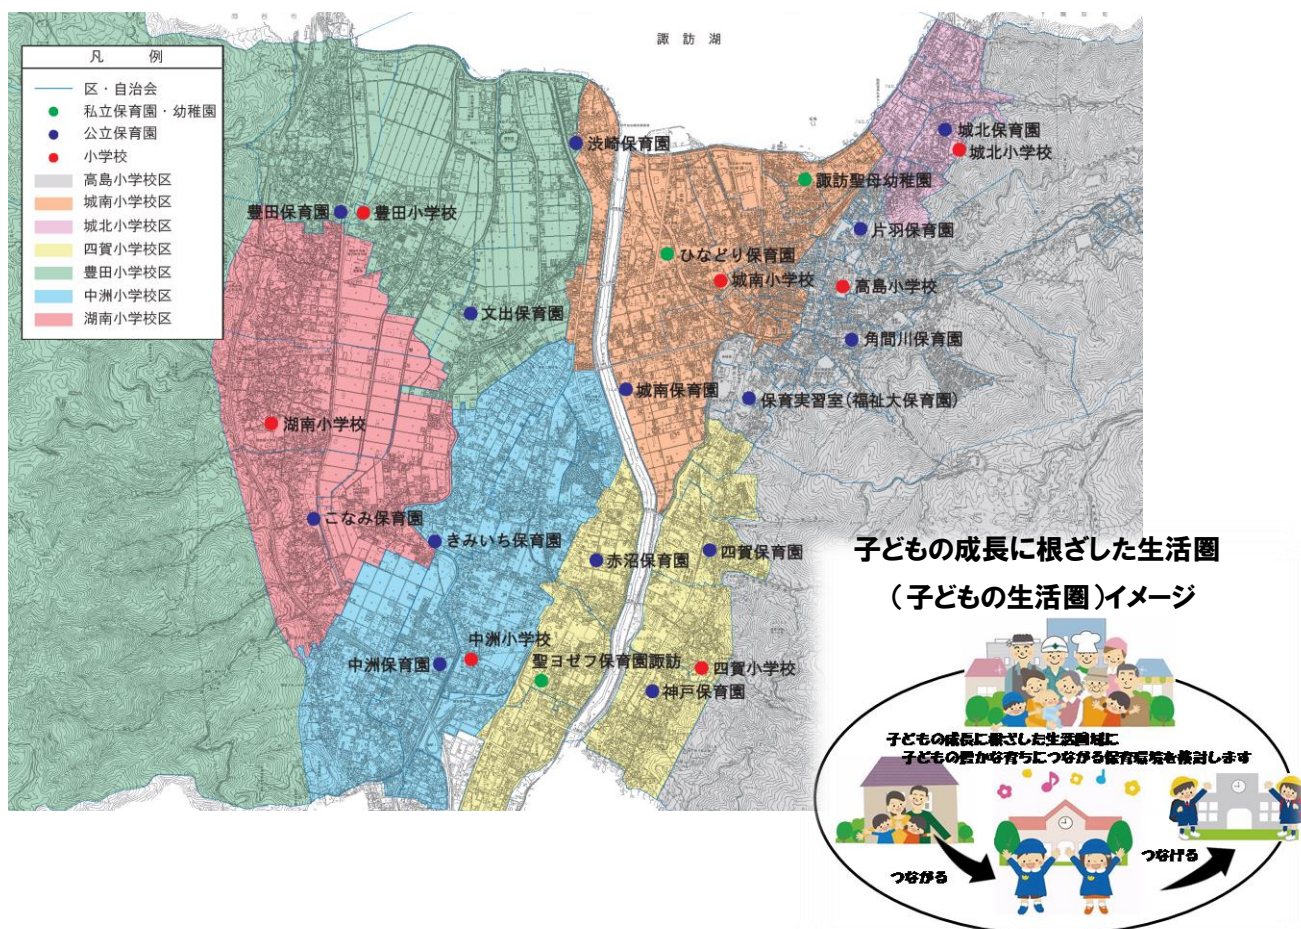 諏訪湖
凡 例
区・自治会
私立保育園・幼稚園
公立保育園
小学校
高島小学校区
城南小学校区
城北小学校区
四賀小学校区
豊田小学校区
中洲小学校区
湖南小学校区
渋崎保育園
城北保育園
城北小学校
諏訪聖母幼稚園
豊田保育園
豊田小学校
片羽保育園
ひなどり保育園
城南小学校
高島小学校
文出保育園
角間川保育園
城南保育園
保育実習室(福祉大保育園)
湖南小学校
こなみ保育園
きみいち保育園
赤沼保育園
四賀保育園
中洲小学校
中洲保育園
聖ヨゼフ保育園諏訪
四賀小学校
神戸保育園
子どもの成長に根ざした生活圏
（子どもの生活圏）イメージ
子どもの成長に根ざした生活圏域に
子どもの豊かな育ちにつながる保育環境を検討します
つながる
つなげる